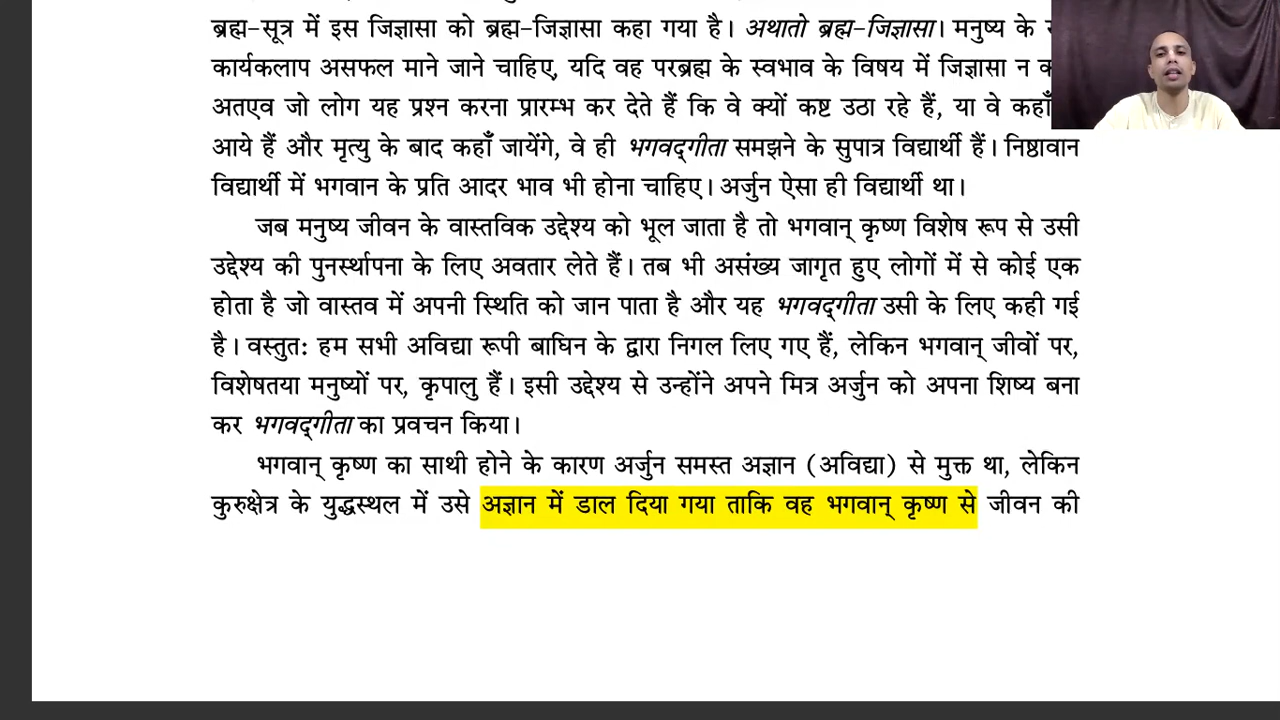 ब्रह्म-सूत्र में इस जिज्ञासा को ब्रह्म-जिज्ञासा कहा गया है। अथातो ब्रह्म-जिज्ञासा। मनुष्य के
कार्यकलाप असफल माने जाने चाहिए, यदि वह परब्रह्म के स्वभाव के विषय में जिज्ञासा न
अतएव जो लोग यह प्रश्न करना प्रारम्भ कर देते हैं कि वे क्यों कष्ट उठा रहे हैं, या वे कहाँ
आये हैं और मृत्यु के बाद कहाँ जायेंगे, वे ही भगवद्गीता समझने के सुपात्र विद्यार्थी हैं। निष्ठावान
विद्यार्थी में भगवान के प्रति आदर भाव भी होना चाहिए। अर्जुन ऐसा ही विद्यार्थी था।
जब मनुष्य जीवन के वास्तविक उद्देश्य को भूल जाता है तो भगवान् कृष्ण विशेष रूप से उसी
उद्देश्य की पुनर्स्थापना के लिए अवतार लेते हैं। तब भी असंख्य जागृत हुए लोगों में से कोई एक
होता है जो वास्तव में अपनी स्थिति को जान पाता है और यह भगवद्गीता उसी के लिए कही गई
है। वस्तुतः हम सभी अविद्या रूपी बाघिन के द्वारा निगल लिए गए हैं, लेकिन भगवान् जीवों पर,
विशेषतया मनुष्यों पर, कृपालु हैं। इसी उद्देश्य से उन्होंने अपने मित्र अर्जुन को अपना शिष्य बना
कर भगवद्गीता का प्रवचन किया।
भगवान् कृष्ण का साथी होने के कारण अर्जुन समस्त अज्ञान (अविद्या) से मुक्त था, लेकिन
कुरुक्षेत्र के युद्धस्थल में उसे अज्ञान में डाल दिया गया ताकि वह भगवान् कृष्ण से जीवन की